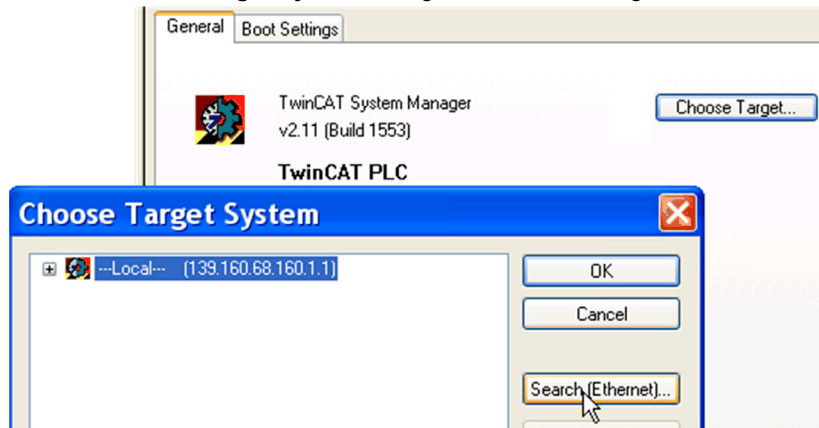 General Boot Settings
TwinCAT System Manager
v2.11 (Build 1553)
Choose Target...
TwinCAT PLC
Choose Target System
---Local--- (139.160.68.160.1.1)
OK
Cancel
Search (Ethernet)...